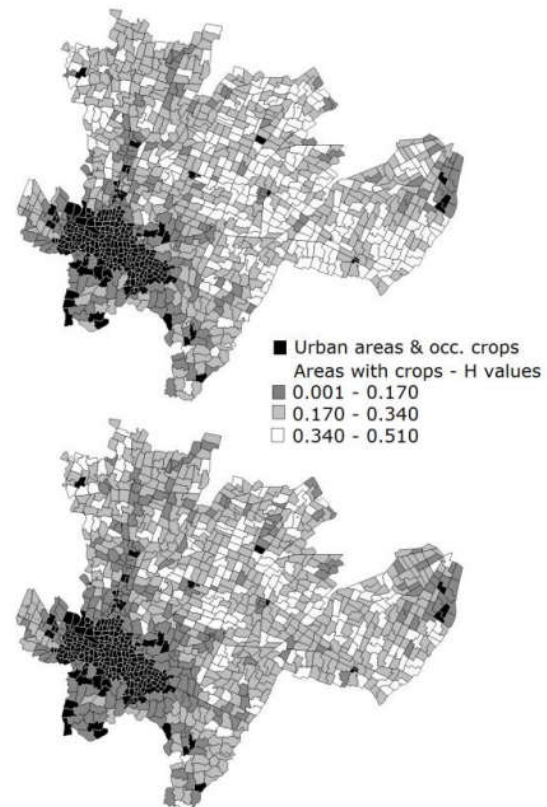 Urban areas & occ. crops
Areas with crops - H values
0.001 - 0.170
0.170 - 0.340
0.340 - 0.510